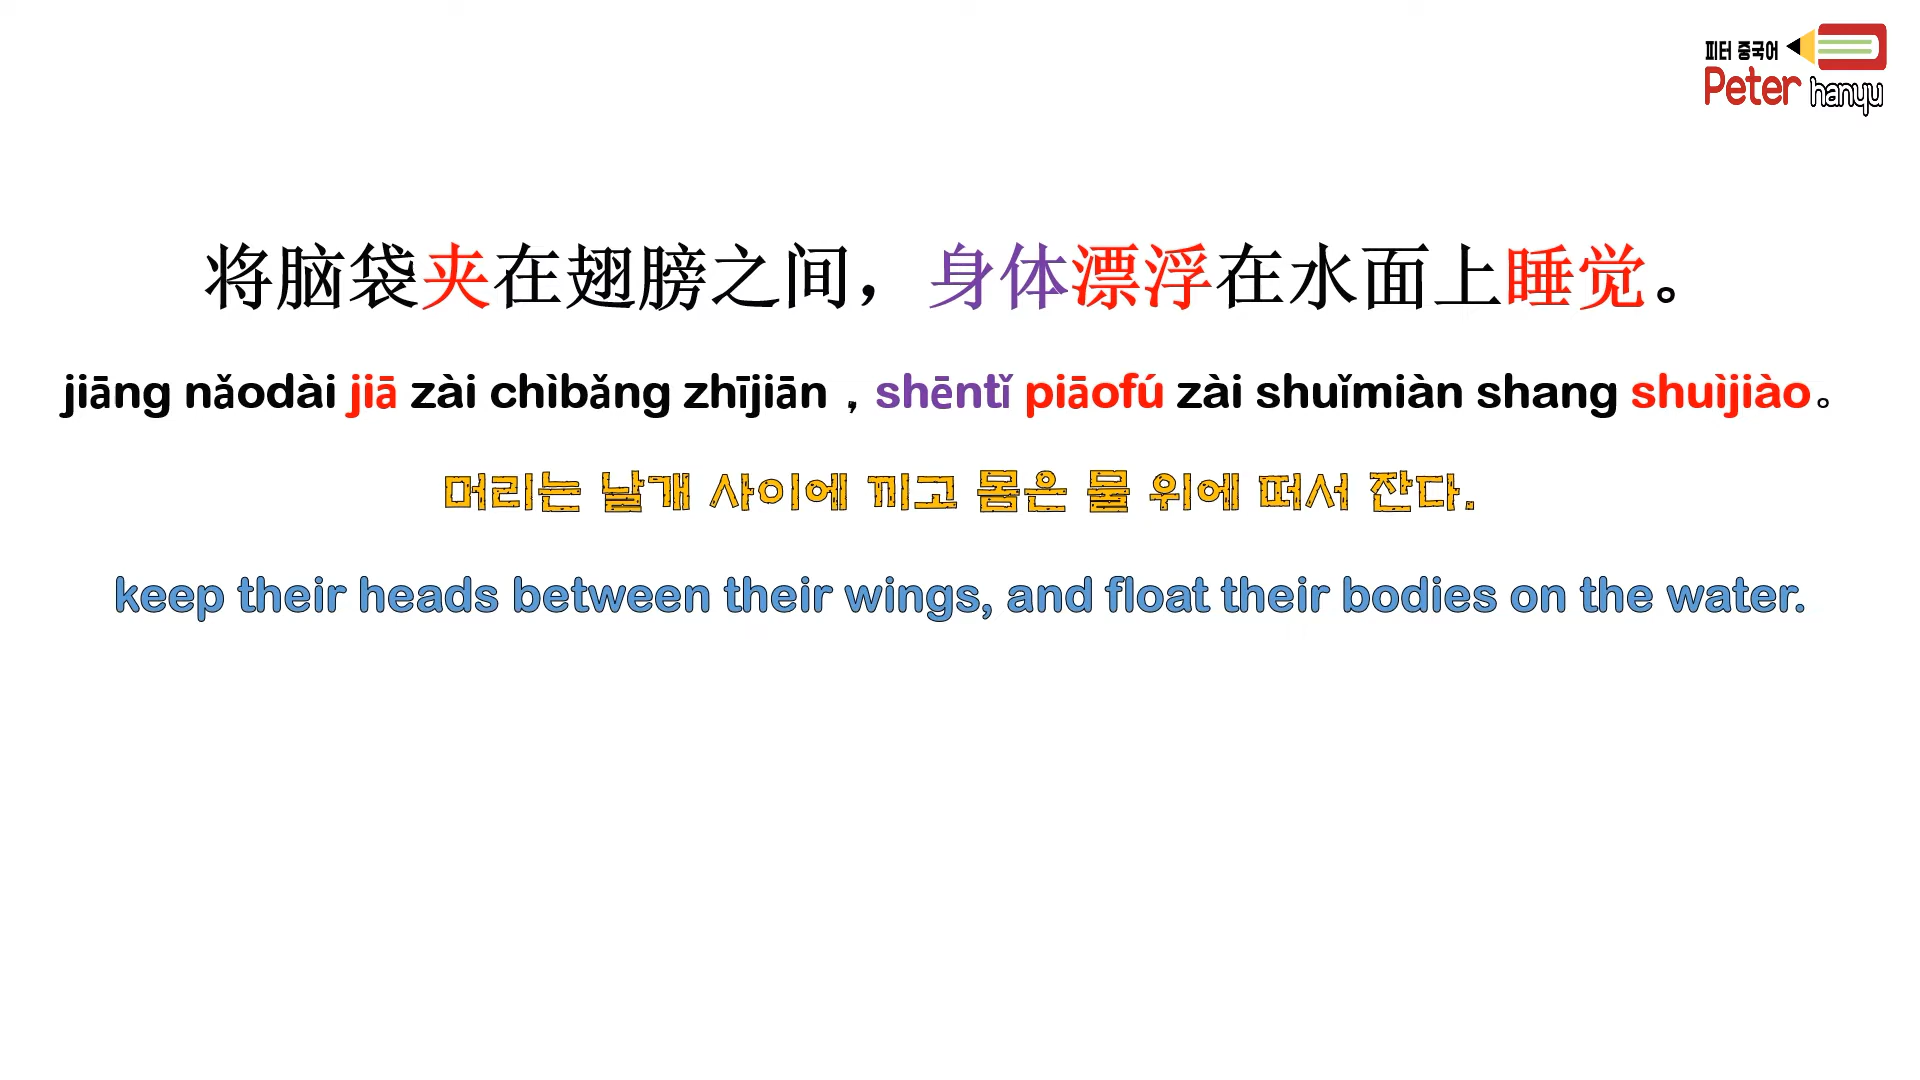 피터 중국어
Peter hanyu
将脑袋夹在翅膀之间，身体漂浮在水面上睡觉。
jiāng nǎodài jiā zài chìbǎng zhījiān，shēntǐ piāofú zài shuǐmiàn shang shuìjiào。
머리는 날개 사이에 끼고 몸은 물 위에 떠서 잔다.
keep their heads between their wings, and float their bodies on the water.